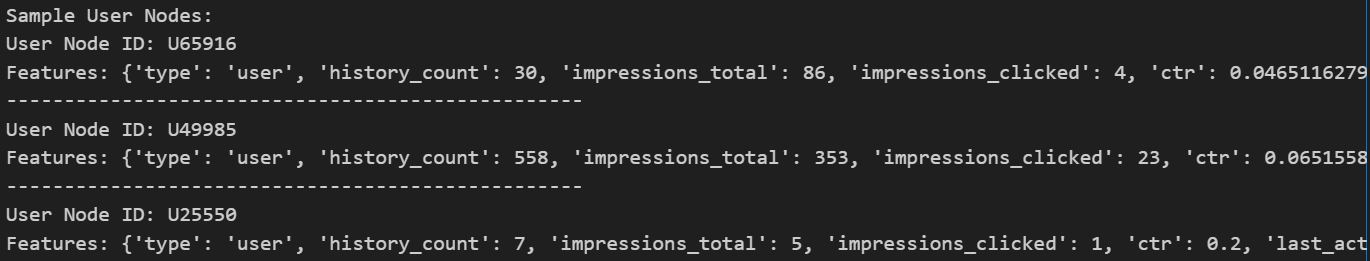 Sample User Nodes:
User Node ID: U65916
Features: {'type': 'user', 'history_count': 30, 'impressions_total': 86, 'impressions_clicked': 4, 'ctr': 0.0465116279
--------------------------------------------------
User Node ID: U49985
Features: {'type': 'user', 'history_count': 558, 'impressions_total': 353, 'impressions_clicked': 23, 'ctr': 0.0651558
--------------------------------------------------
User Node ID: U25550
Features: {'type': 'user', 'history_count': 7, 'impressions_total': 5, 'impressions_clicked': 1, 'ctr': 0.2, 'last_act